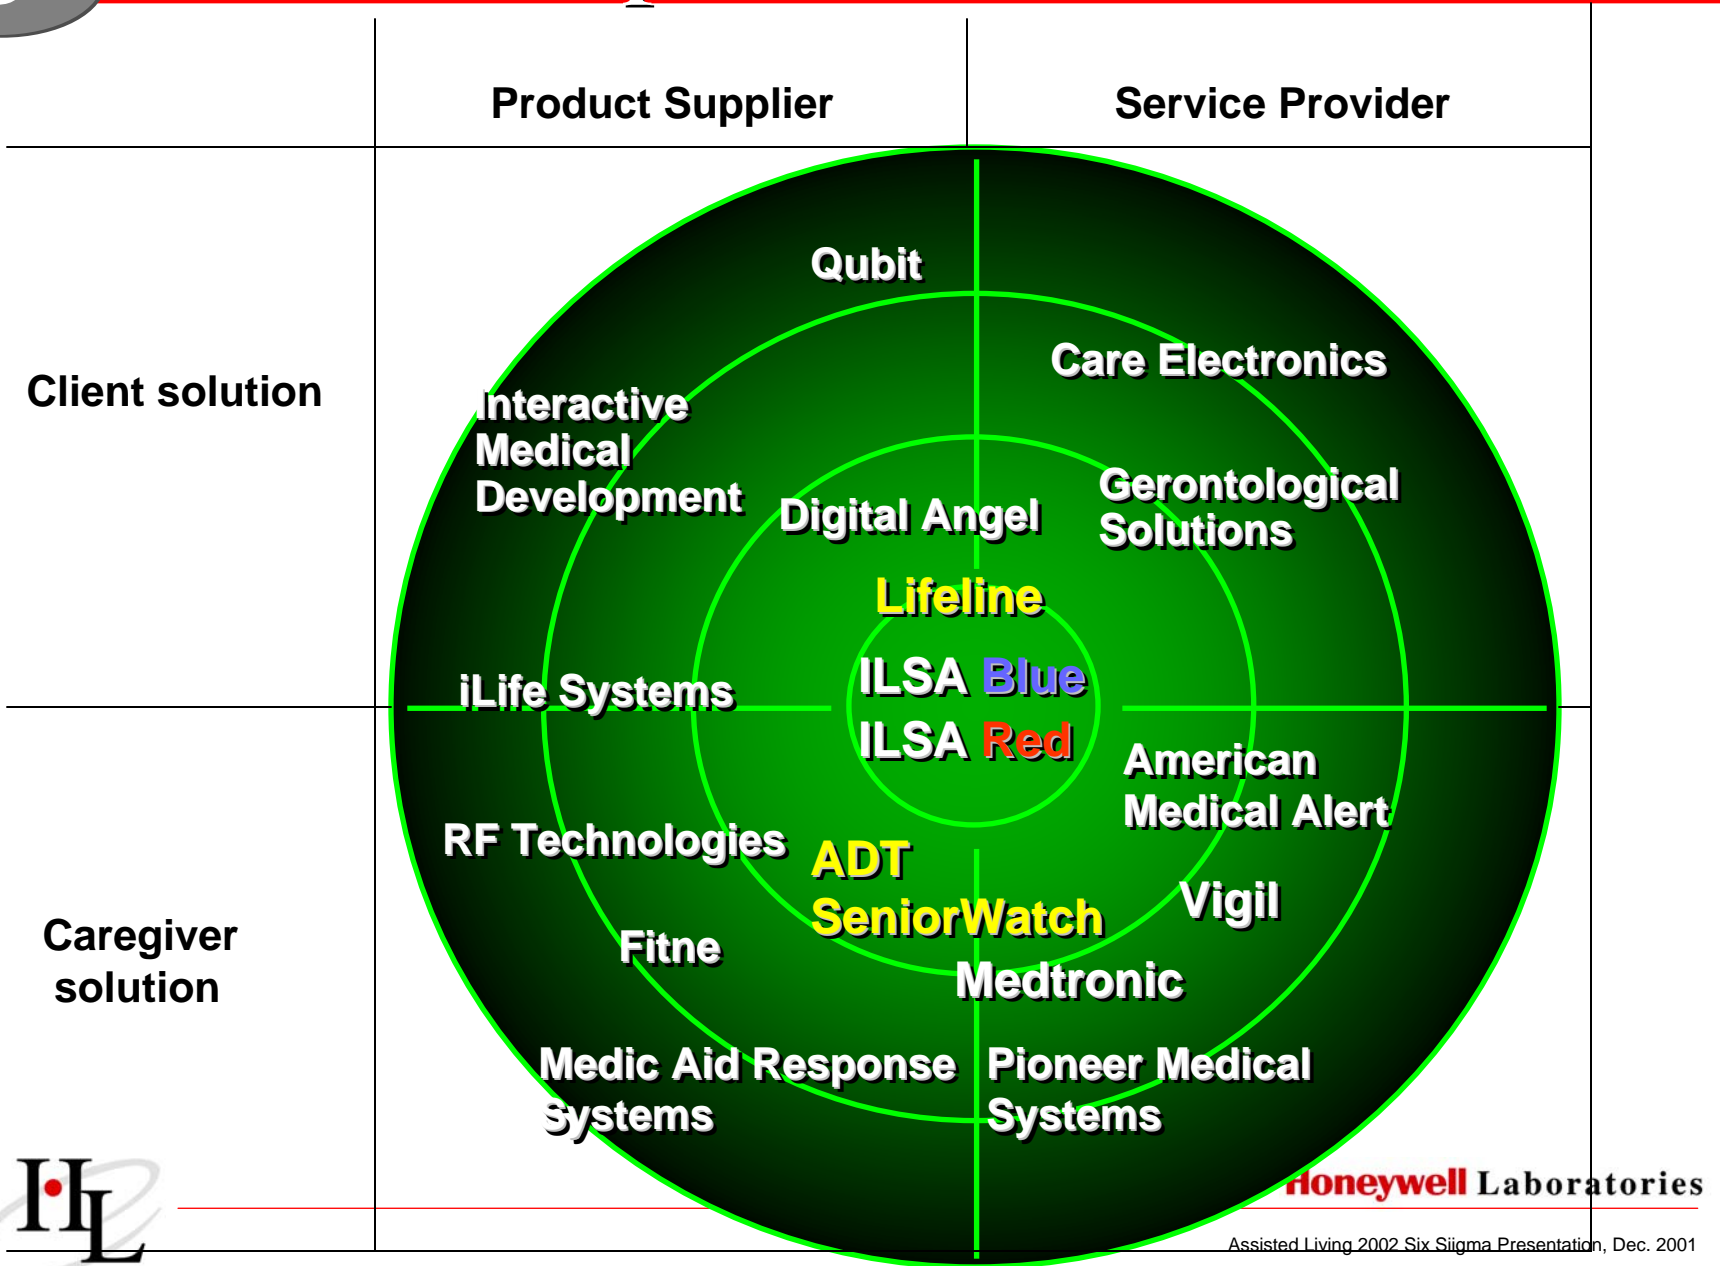 Product Supplier
Service Provider
Client solution
Qubit
Care Electronics
Interactive
Medical
Development
Digital Angel
Gerontological
Solutions
Lifeline
iLife Systems
ILSA Blue
ILSA Red
Caregiver
solution
American
Medical Alert
RF Technologies
ADT
SeniorWatch
Vigil
Fitne
Medtronic
Medic Aid Response
Systems
Pioneer Medical
Systems
HL
Honeywell Laboratories
Assisted Living 2002 Six Siigma Presentation, Dec. 2001